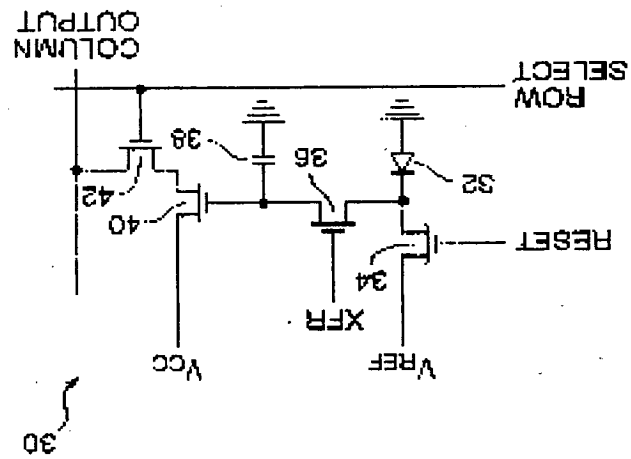 30
VREF
VCC
XFR
34
RESET
40
42
36
32
38
ROW
SELECT
COLUMN
OUTPUT